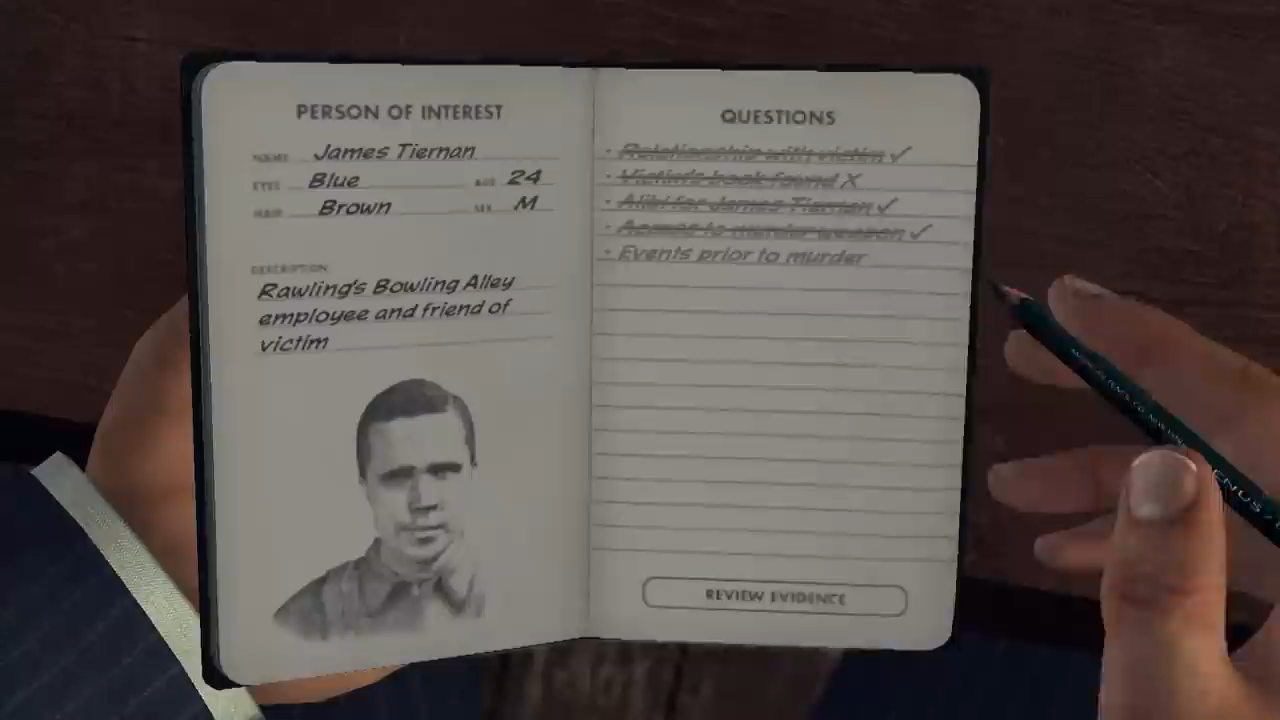 PERSON OF INTEREST
NAME James Tiernan
EYES Blue AGE 24
HAIR Brown SEX M
DESCRIPTION
Rawling's Bowling Alley
employee and friend of
victim
QUESTIONS
· Relationship with victim ✓
· Victim's book found X
· Alibi for James Tiernan ✓
· Access to murder weapon ✓
· Events prior to murder
REVIEW EVIDENCE
VENUS